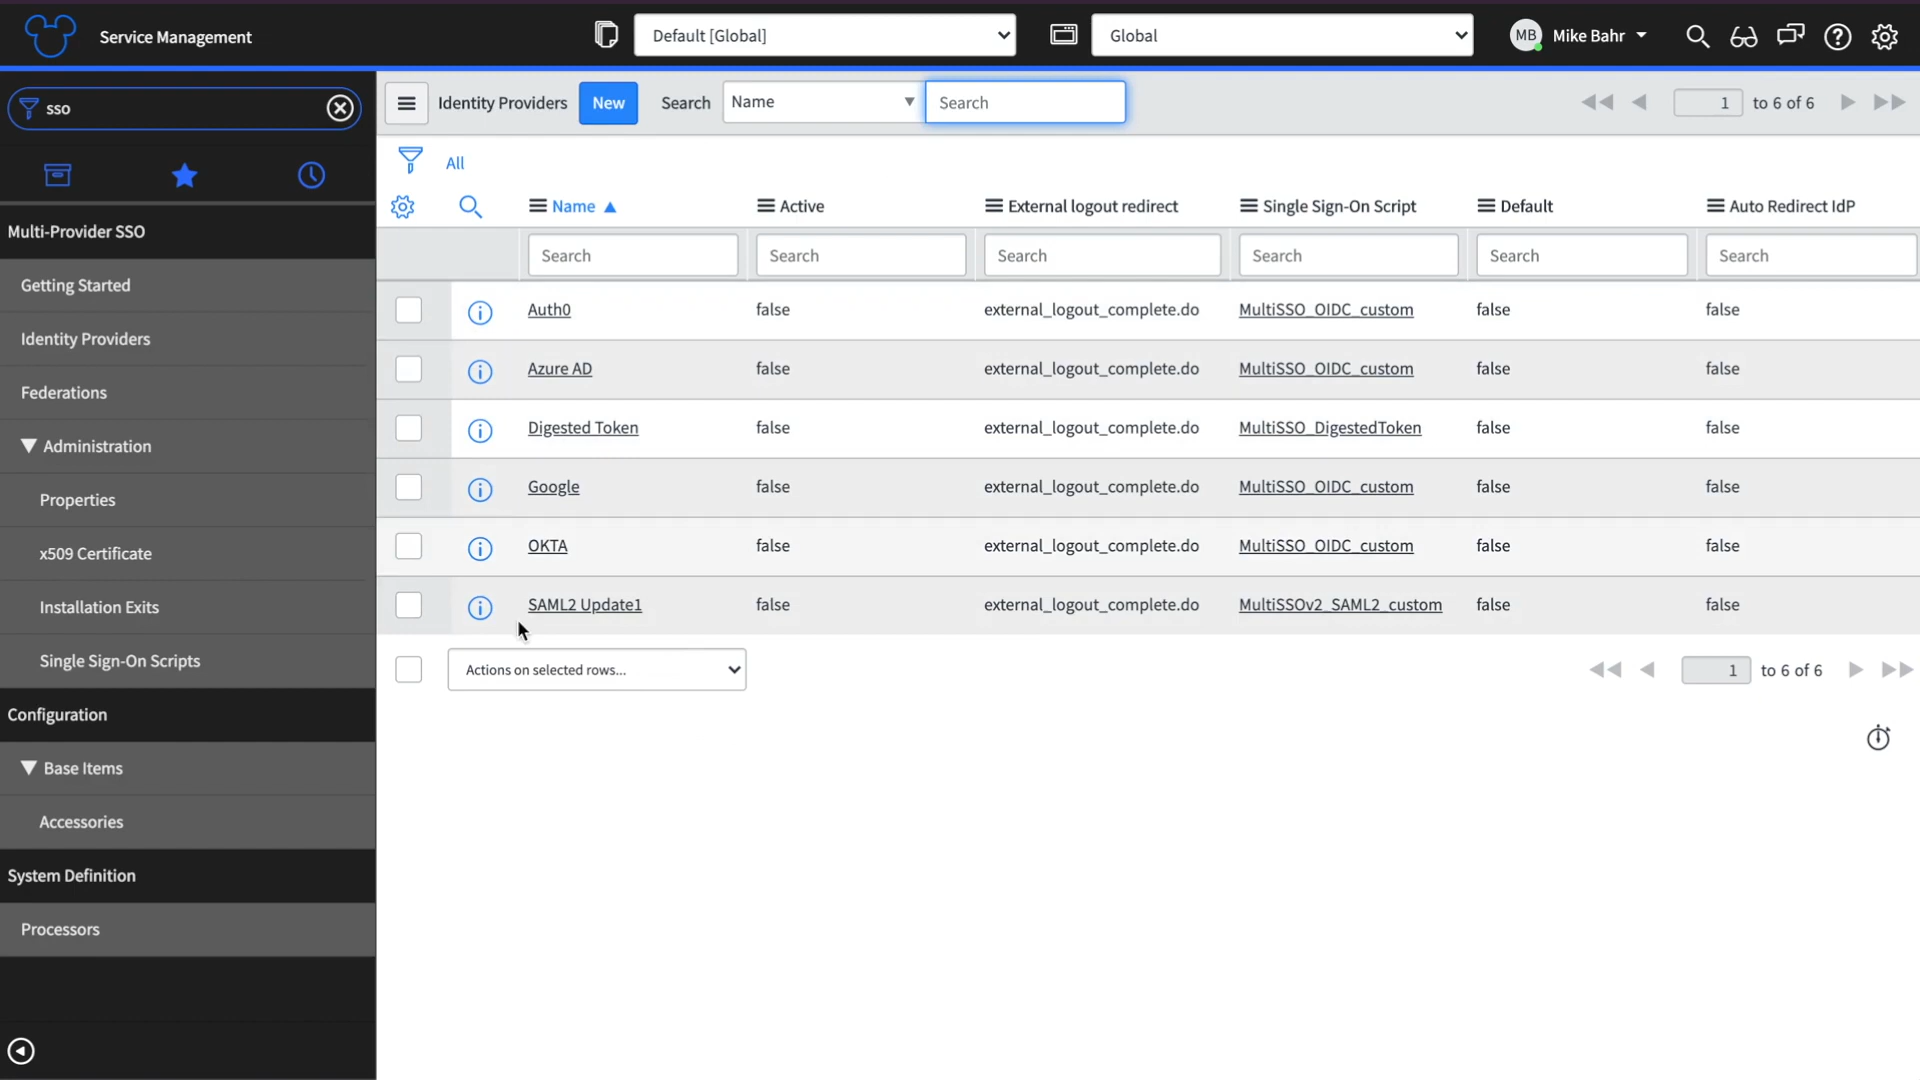 Service Management
Default [Global]
Global
MB
Mike Bahr
sso
Identity Providers
New
Search
Name
Search
1 to 6 of 6
All
Name
Active
External logout redirect
Single Sign-On Script
Default
Auto Redirect IdP
Search
Search
Search
Search
Search
Search
Auth0 false external_logout_complete.do MultiSSO_OIDC_custom false false
Azure AD false external_logout_complete.do MultiSSO_OIDC_custom false false
Digested Token false external_logout_complete.do MultiSSO_DigestedToken false false
Google false external_logout_complete.do MultiSSO_OIDC_custom false false
OKTA false external_logout_complete.do MultiSSO_OIDC_custom false false
SAML2 Update1 false external_logout_complete.do MultiSSOv2_SAML2_custom false false
Actions on selected rows...
1 to 6 of 6
Multi-Provider SSO
Getting Started
Identity Providers
Federations
Administration
Properties
x509 Certificate
Installation Exits
Single Sign-On Scripts
Configuration
Base Items
Accessories
System Definition
Processors